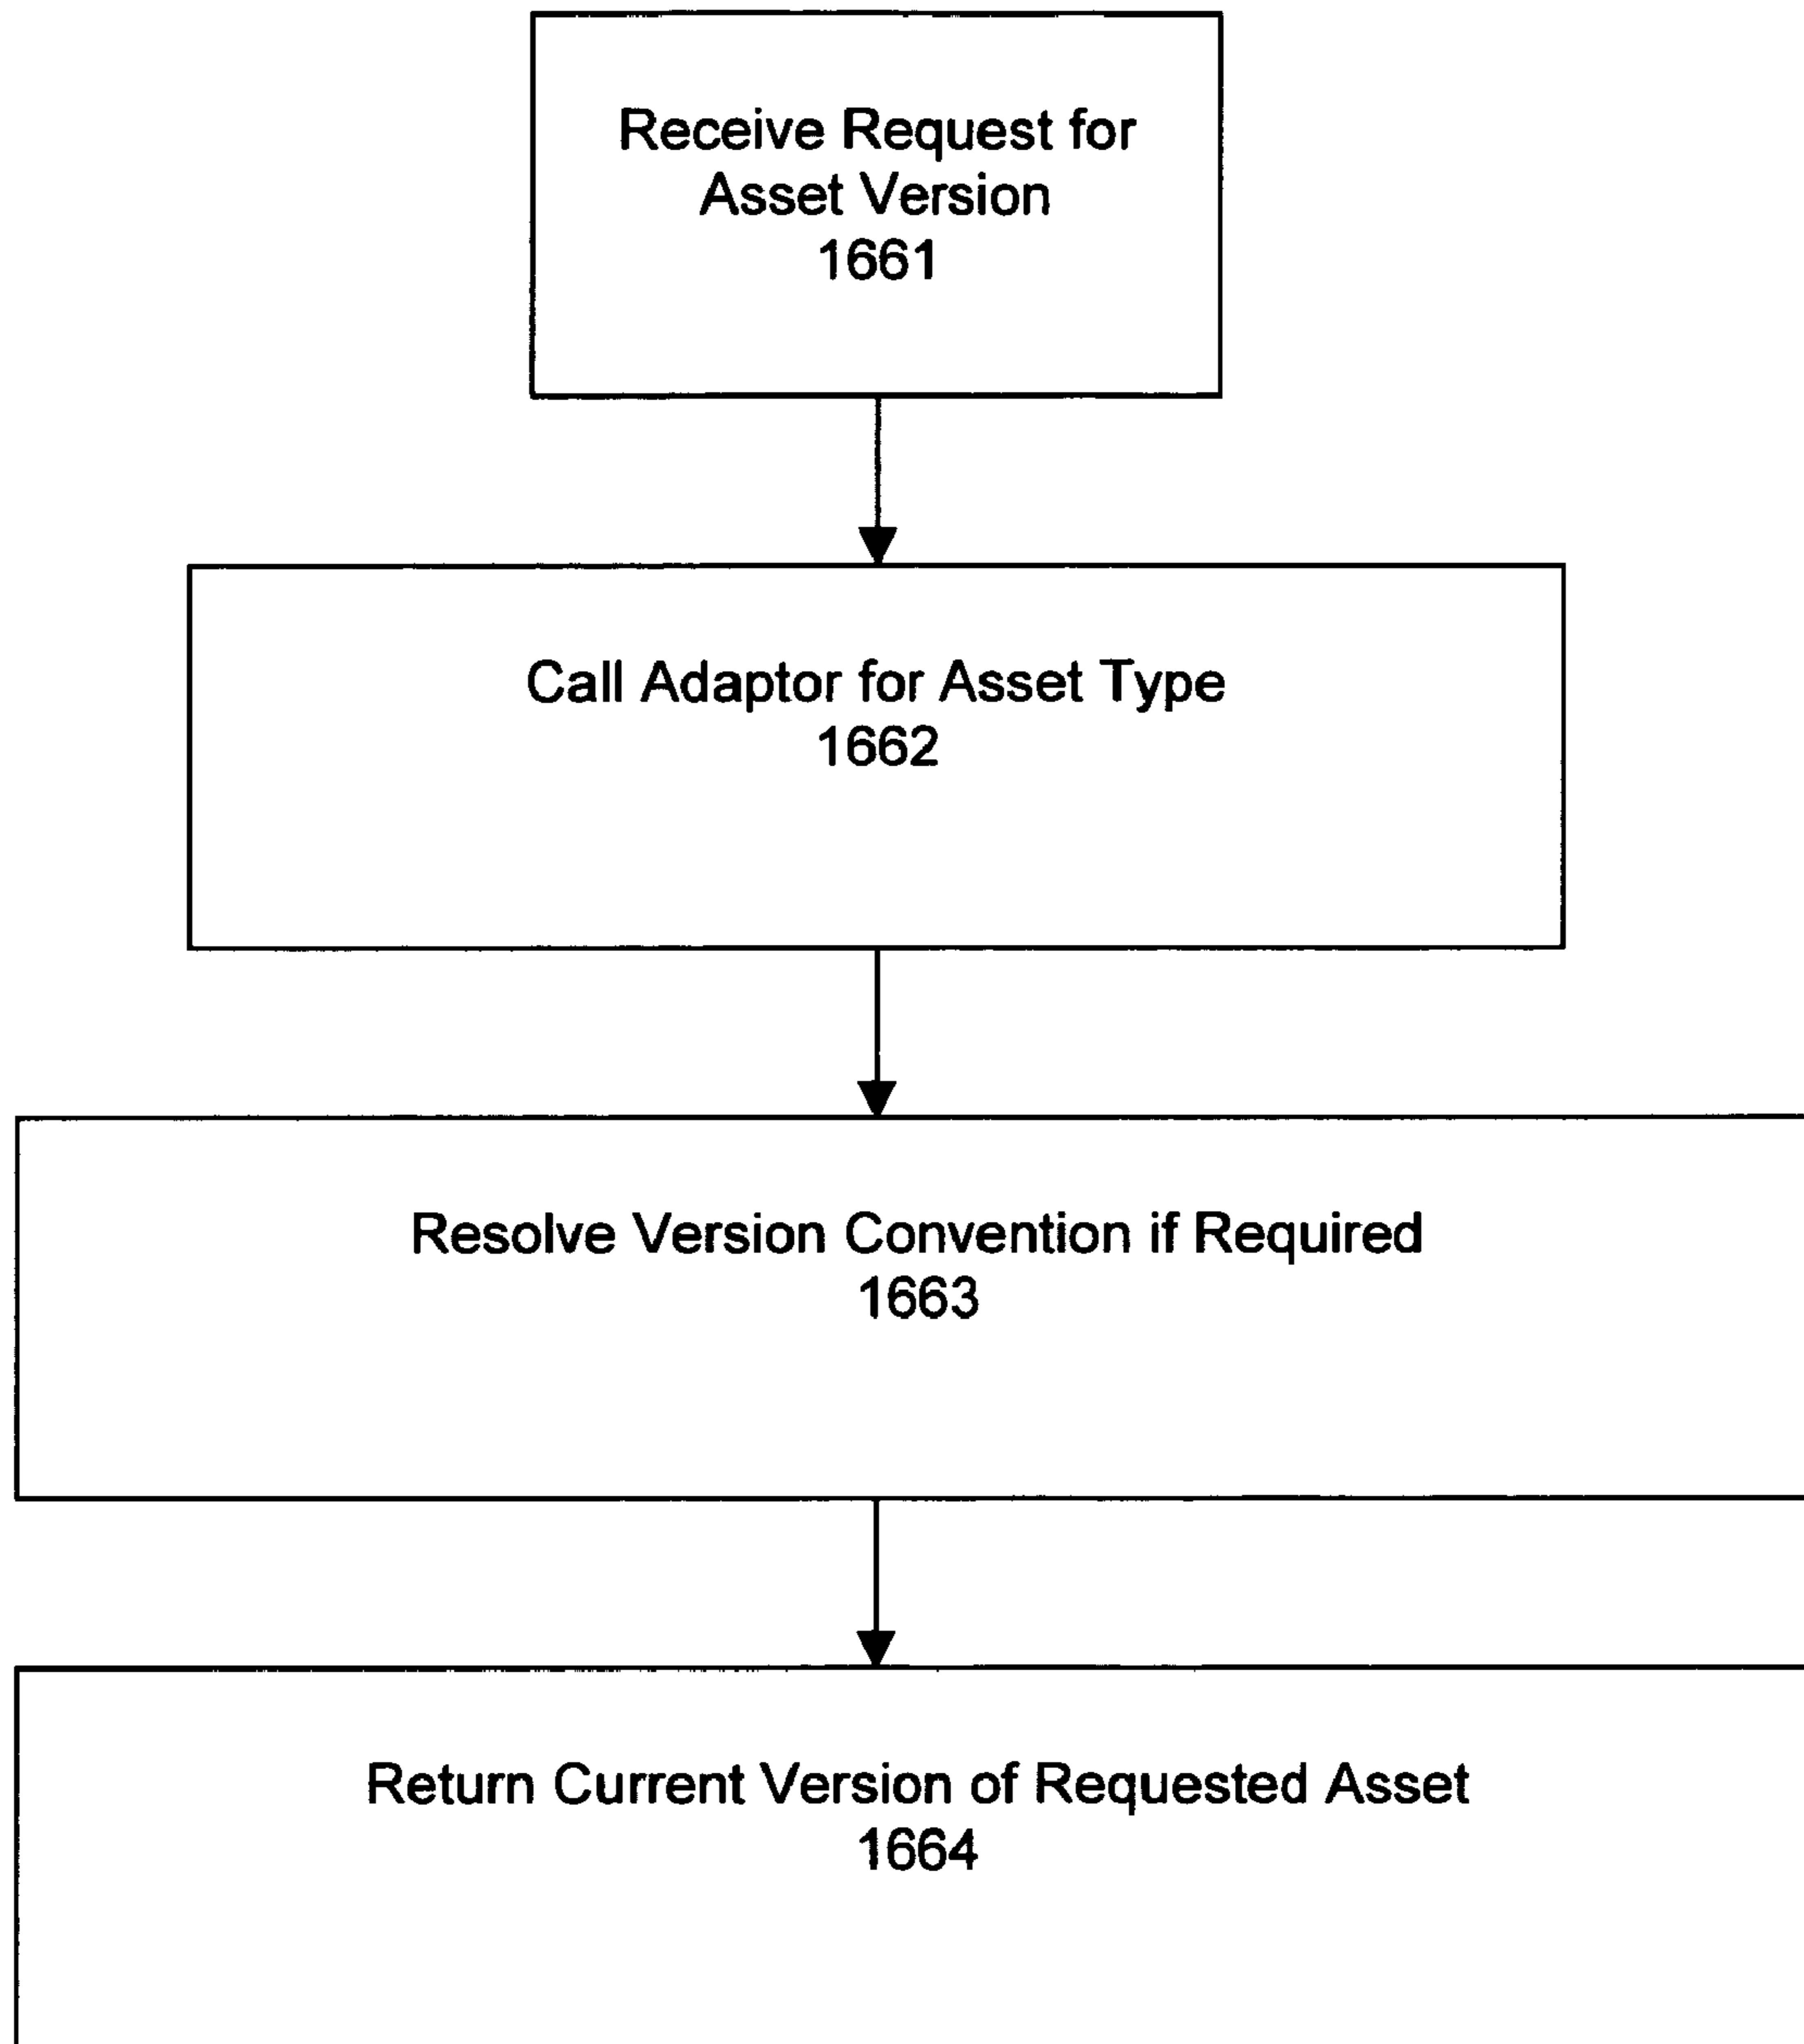 Receive Request for
Asset Version
1661
Call Adaptor for Asset Type
1662
Resolve Version Convention if Required
1663
Return Current Version of Requested Asset
1664